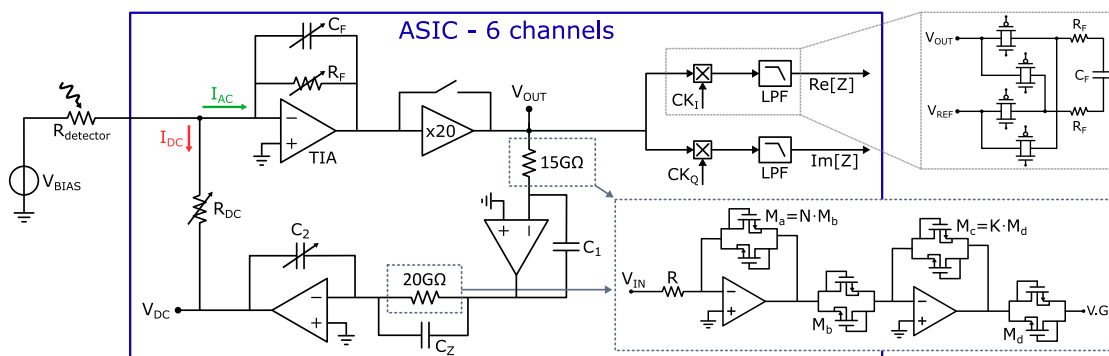 ASIC - 6 channels
C_F
R_F
I_AC
I_DC
R_detector
TIA
x20
V_OUT
CK_I
LPF
Re[Z]
CK_Q
LPF
Im[Z]
V_OUT
V_REF
R_F
C_F
R_F
V_BIAS
R_DC
15GΩ
C_1
C_2
20GΩ
C_Z
V_DC
V_IN
R
M_a=N·M_b
M_b
M_c=K·M_d
M_d
V.G